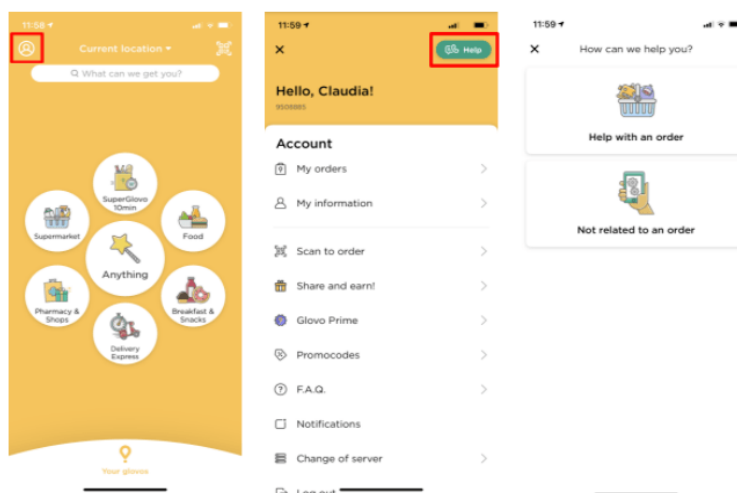 11:58
Current location
What can we get you?
SuperGlovo
10min
Supermarket
Food
Anything
Pharmacy &
Shops
Breakfast &
Snacks
Delivery
Express
Your glovos
11:59
Help
Hello, Claudia!
9508885
Account
My orders
My information
Scan to order
Share and earn!
Glovo Prime
Promocodes
F.A.Q.
Notifications
Change of server
Log out
11:59
How can we help you?
Help with an order
Not related to an order